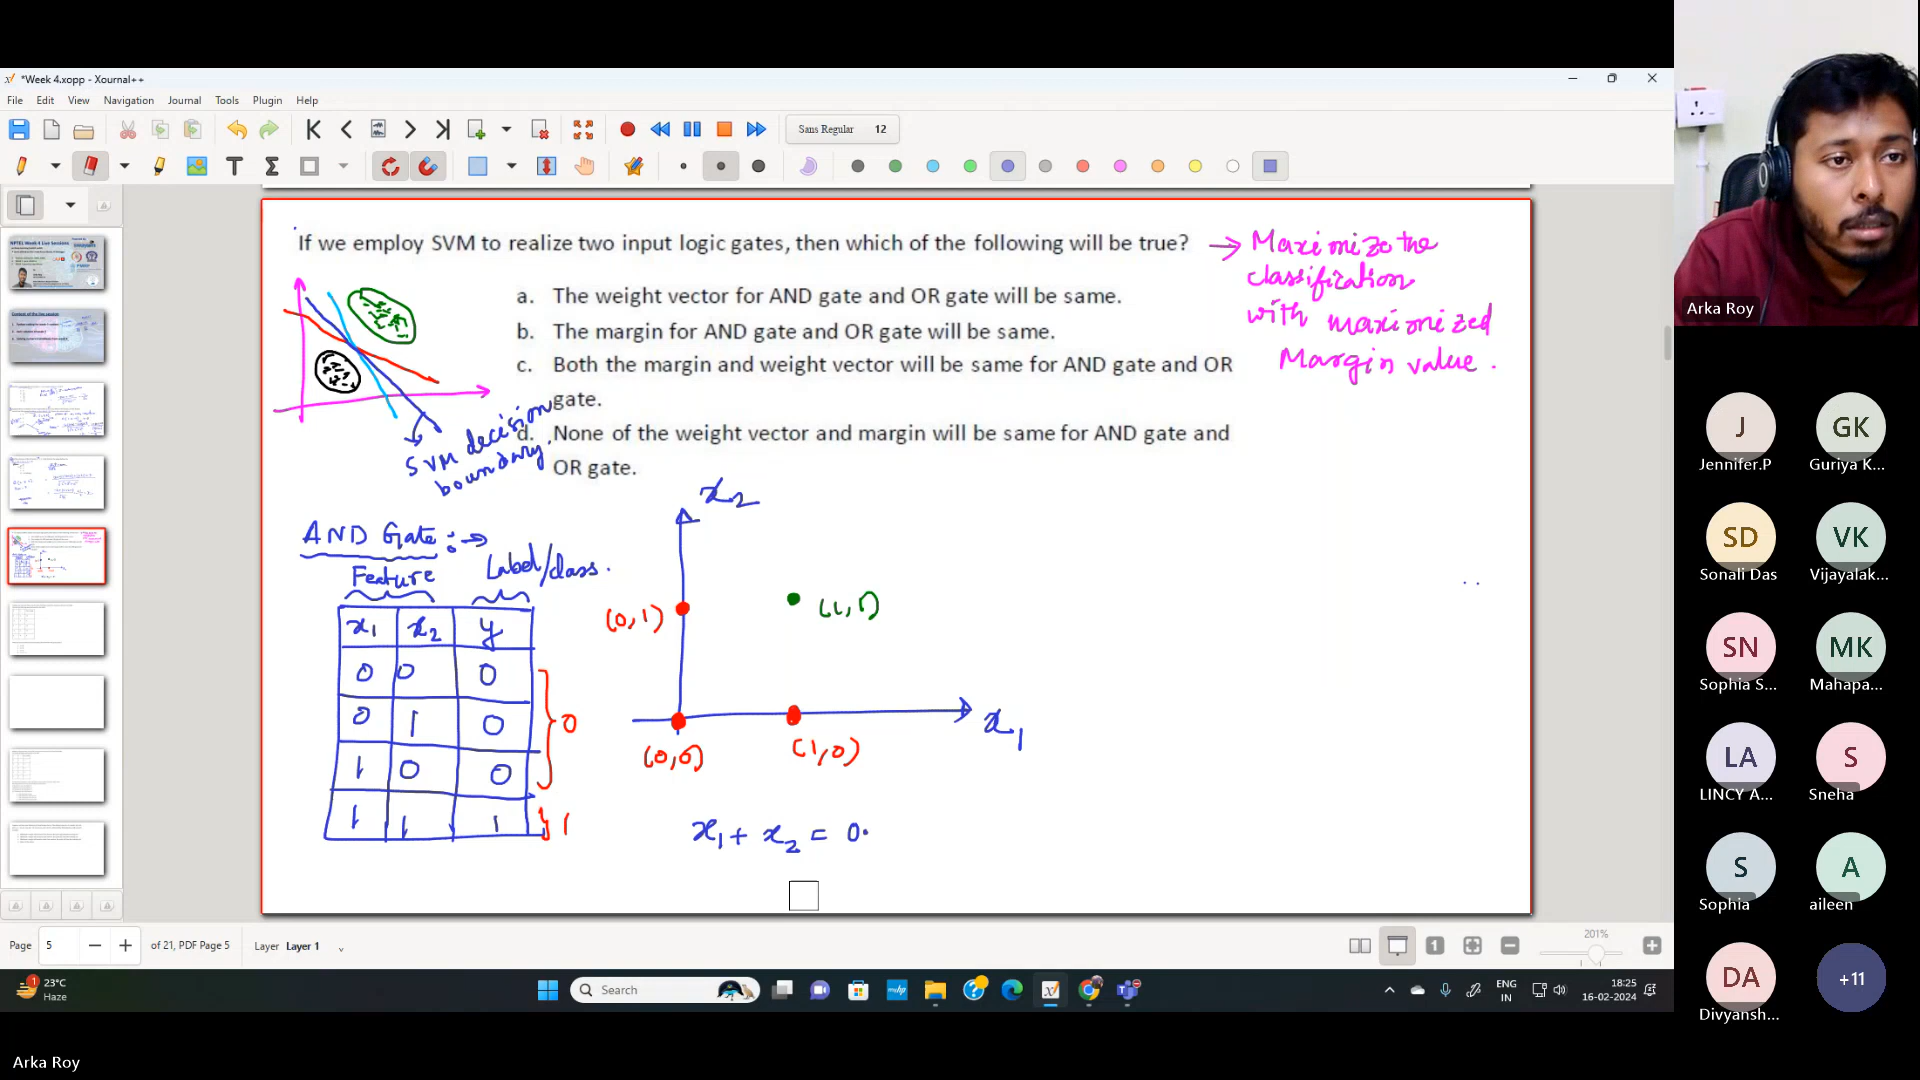 *Week 4.xopp - Xournal++
File Edit View Navigation Journal Tools Plugin Help
Sans Regular 12
If we employ SVM to realize two input logic gates, then which of the following will be true?
→ Maximize the
classification
with maximized
Margin value.
a. The weight vector for AND gate and OR gate will be same.
b. The margin for AND gate and OR gate will be same.
c. Both the margin and weight vector will be same for AND gate and OR
gate.
d. None of the weight vector and margin will be same for AND gate and
OR gate.
SVM decision
boundary
AND Gate :→
Feature Label/class.
x1 x2 y
0 0 0
0 1 0
1 0 0
1 1 1
0
1
x2
(0,1)
(1,1)
(0,0)
(1,0)
x1
x1 + x2 = 0.
Page 5 of 21, PDF Page 5 Layer Layer 1
201%
23°C
Haze
Search
ENG
IN
18:25
16-02-2024
Arka Roy
Arka Roy
J
Jennifer.P
GK
Guriya K...
SD
Sonali Das
VK
Vijayalak...
SN
Sophia S...
MK
Mahapa...
LA
LINCY A...
S
Sneha
S
Sophia
A
aileen
DA
Divyansh...
+11